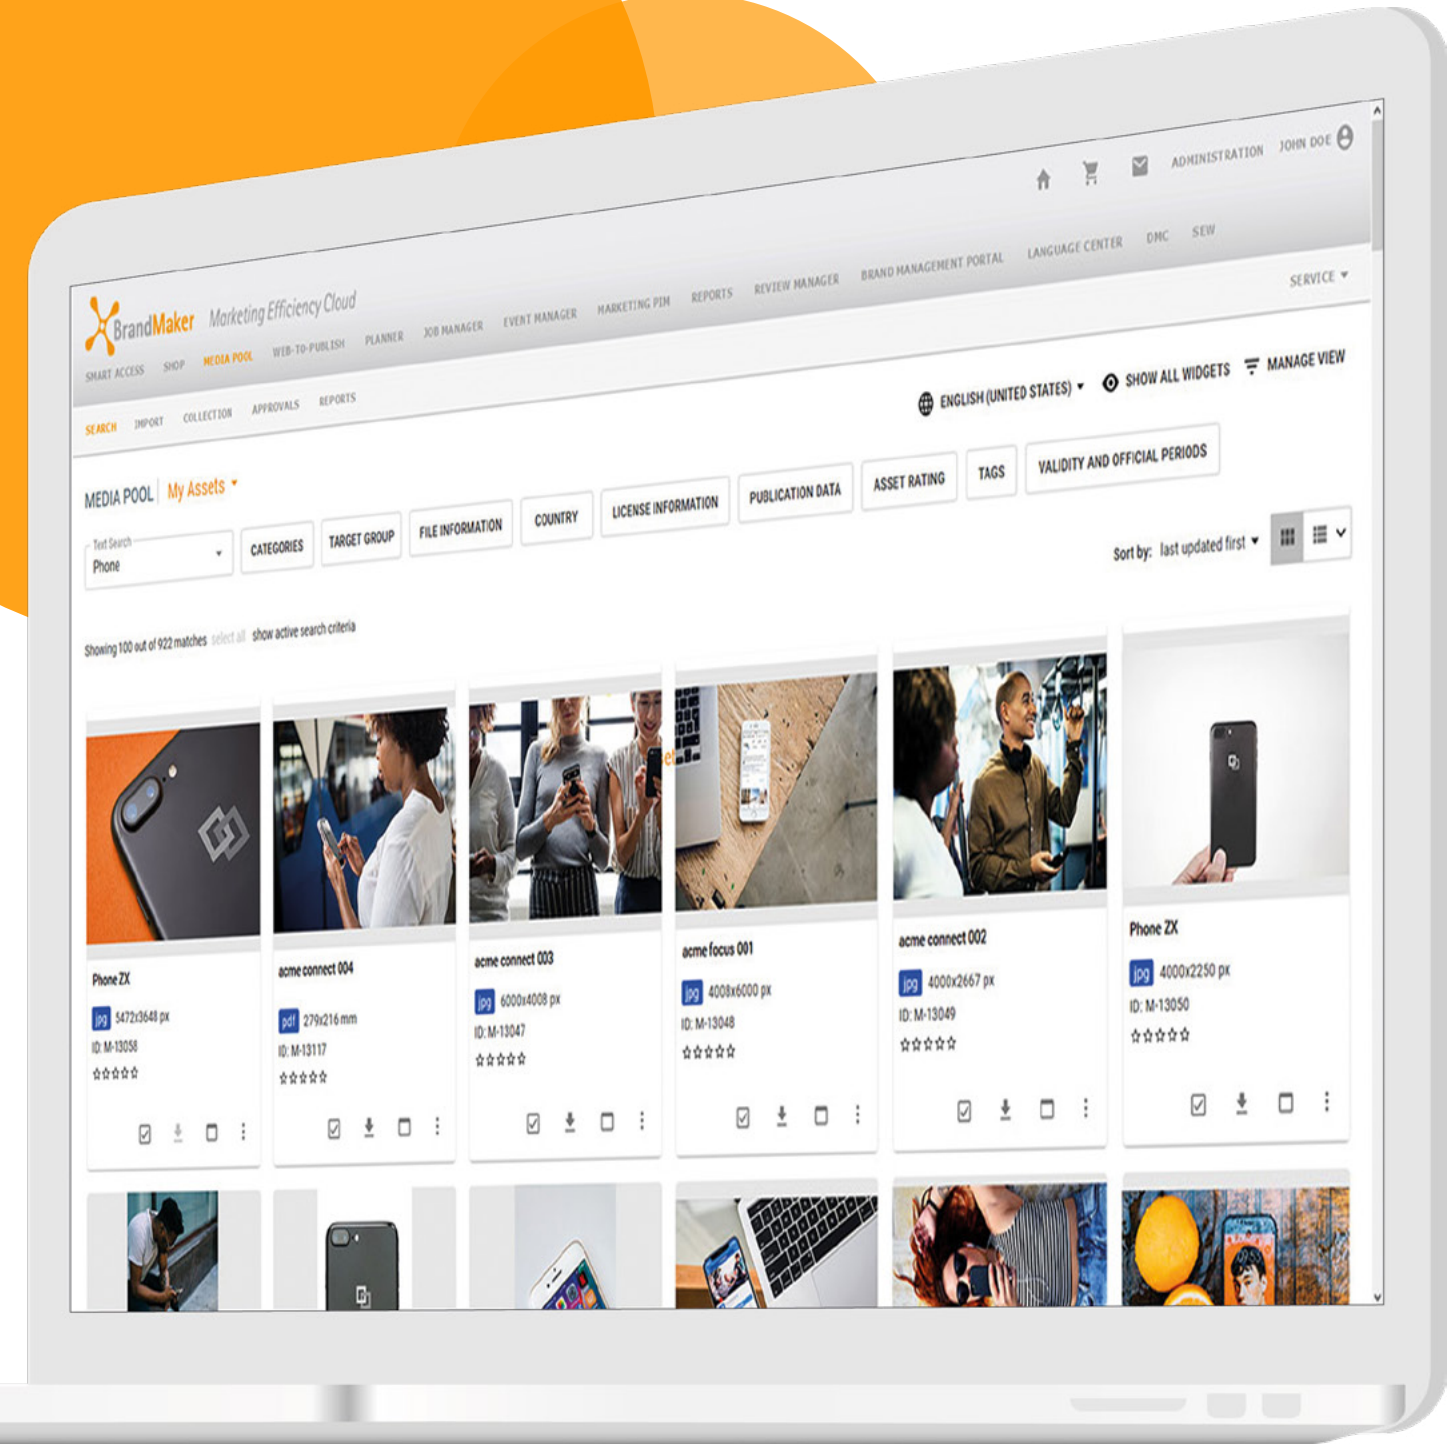 ADMINISTRATION JOHN DOE
BrandMaker Marketing Efficiency Cloud
SMART ACCESS SHOP MEDIA POOL WEB-TO-PUBLISH PLANNER JOB MANAGER EVENT MANAGER MARKETING PIM REPORTS REVIEW MANAGER BRAND MANAGEMENT PORTAL LANGUAGE CENTER DMC SEW
SEARCH IMPORT COLLECTION APPROVALS REPORTS SERVICE
ENGLISH (UNITED STATES) SHOW ALL WIDGETS MANAGE VIEW
MEDIA POOL My Assets
Text Search
Phone CATEGORIES TARGET GROUP FILE INFORMATION COUNTRY LICENSE INFORMATION PUBLICATION DATA ASSET RATING TAGS VALIDITY AND OFFICIAL PERIODS
Sort by: last updated first
Showing 100 out of 922 matches select all show active search criteria
Phone ZX
jpg 5472x3648 px
ID: M-13058
acme connect 004
pdf 279x216 mm
ID: M-13117
acme connect 003
jpg 6000x4008 px
ID: M-13047
acme focus 001
jpg 4008x6000 px
ID: M-13048
acme connect 002
jpg 4000x2667 px
ID: M-13049
Phone ZX
jpg 4000x2250 px
ID: M-13050